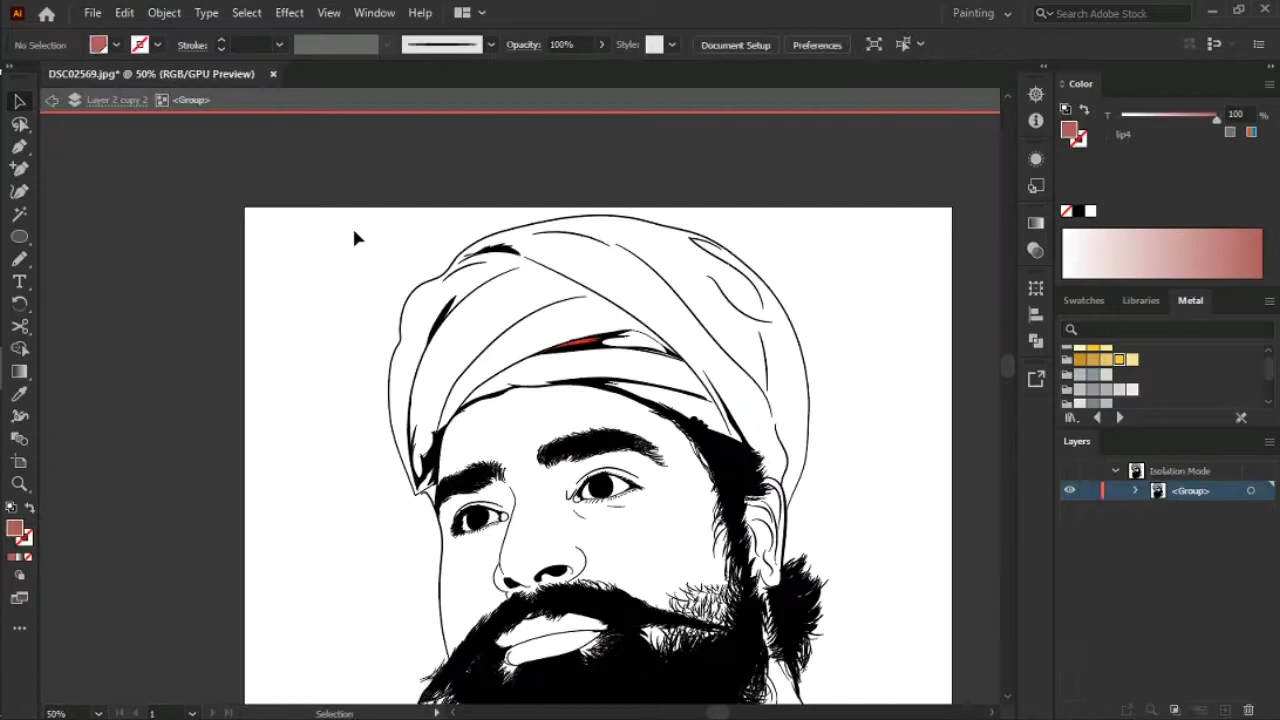 Ai File Edit Object Type Select Effect View Window Help Painting Search Adobe Stock
No Selection Stroke: Opacity: 100% Style: Document Setup Preferences
DSC02569.jpg* @ 50% (RGB/GPU Preview) ×
Layer 2 copy 2 <Group>
Color
T 100 %
lip4
Swatches Libraries Metal
Layers
Isolation Mode
<Group>
50% 1 Selection